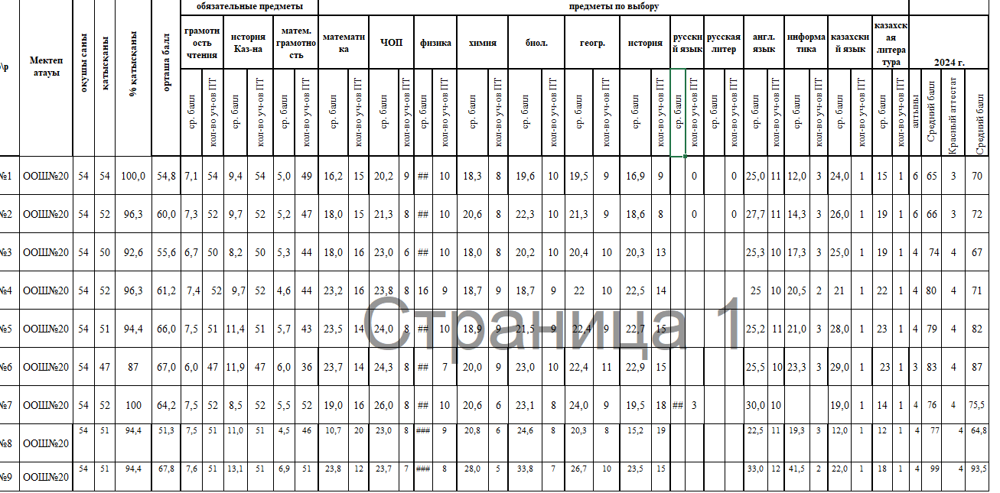 обязательные предметы предметы по выбору
\р Мектеп атауы оқушы саны қатысқаны % қатысқаны орташа балл грамотность чтения история Каз-на матем. грамотность математика ЧОП физика химия биол. геогр. история русский язык русская литер англ. язык информатика казахский язык казахская литература 2024 г.
ср. балл кол-во уч-ов ПТ ср. балл кол-во уч-ов ПТ ср. балл кол-во уч-ов ПТ ср. балл кол-во уч-ов ПТ ср. балл кол-во уч-ов ПТ ср. балл кол-во уч-ов ПТ ср. балл кол-во уч-ов ПТ ср. балл кол-во уч-ов ПТ ср. балл кол-во уч-ов ПТ ср. балл кол-во уч-ов ПТ ср. балл кол-во уч-ов ПТ ср. балл кол-во уч-ов ПТ ср. балл кол-во уч-ов ПТ ср. балл кол-во уч-ов ПТ ср. балл кол-во уч-ов ПТ ср. балл кол-во уч-ов ПТ алтыны Средний балл Красный аттестат Средний балл
№1 ООШ№20 54 54 100,0 54,8 7,1 54 9,4 54 5,0 49 16,2 15 20,2 9 ## 10 18,3 8 19,6 10 19,5 9 16,9 9 0 0 25,0 11 12,0 3 24,0 1 15 1 6 65 3 70
№2 ООШ№20 54 52 96,3 60,0 7,3 52 9,7 52 5,2 47 18,0 15 21,3 8 ## 10 20,6 8 22,3 10 21,3 9 18,6 8 0 0 27,7 11 14,3 3 26,0 1 19 1 6 66 3 72
№3 ООШ№20 54 50 92,6 55,6 6,7 50 8,2 50 5,3 44 18,0 16 23,0 6 ## 10 18,0 8 20,2 10 20,4 10 20,3 13 25,3 10 17,3 3 25,0 1 19 1 4 74 4 67
№4 ООШ№20 54 52 96,3 61,2 7,4 52 9,7 52 4,6 44 23,2 16 23,8 8 16 9 18,7 9 18,7 9 22 10 22,5 14 25 10 20,5 2 21 1 22 1 4 80 4 71
№5 ООШ№20 54 51 94,4 66,0 7,5 51 11,4 51 5,7 43 23,5 14 24,0 8 ## 10 18,9 9 21,5 9 22,4 9 22,7 15 25,2 11 21,0 3 28,0 1 23 1 4 79 4 82
Страница 1
№6 ООШ№20 54 47 87 67,0 6,0 47 11,9 47 6,0 36 23,7 14 24,3 8 ## 7 20,0 9 23,0 10 22,4 11 22,9 15 25,5 10 23,3 3 29,0 1 23 1 3 83 4 87
№7 ООШ№20 54 52 100 64,2 7,5 52 8,5 52 5,5 52 19,0 16 26,0 8 ## 10 20,6 6 23,1 8 24,0 9 19,5 18 ## 3 30,0 10 19,0 1 14 1 4 76 4 75,5
№8 ООШ№20 54 51 94,4 51,3 7,5 51 11,0 51 4,5 46 10,7 20 23,0 8 ### 9 20,8 6 24,6 8 20,3 8 15,2 19 22,5 11 19,3 3 12,0 1 12 1 4 77 4 64,8
№9 ООШ№20 54 51 94,4 67,8 7,6 51 13,1 51 6,9 51 23,8 12 23,7 7 ### 8 28,0 5 33,8 7 26,7 10 23,5 15 33,0 12 41,5 2 22,0 1 18 1 4 99 4 93,5